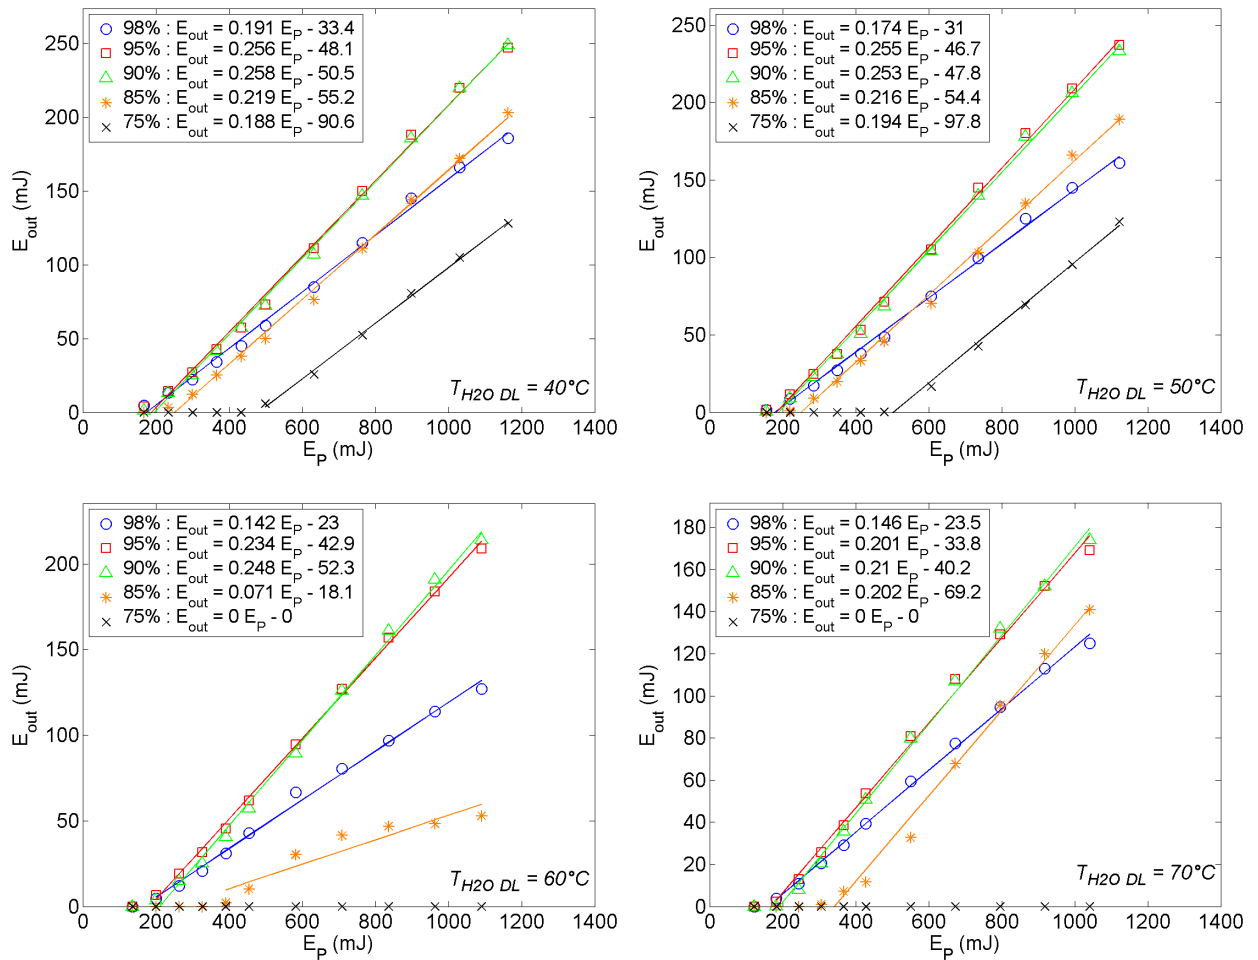 98% : E_out = 0.191 E_P - 33.4
95% : E_out = 0.256 E_P - 48.1
90% : E_out = 0.258 E_P - 50.5
85% : E_out = 0.219 E_P - 55.2
75% : E_out = 0.188 E_P - 90.6
250
200
150
100
50
0
E_out (mJ)
T_H2O DL = 40°C
0 200 400 600 800 1000 1200 1400
E_P (mJ)
98% : E_out = 0.174 E_P - 31
95% : E_out = 0.255 E_P - 46.7
90% : E_out = 0.253 E_P - 47.8
85% : E_out = 0.216 E_P - 54.4
75% : E_out = 0.194 E_P - 97.8
250
200
150
100
50
0
E_out (mJ)
T_H2O DL = 50°C
0 200 400 600 800 1000 1200 1400
E_P (mJ)
98% : E_out = 0.142 E_P - 23
95% : E_out = 0.234 E_P - 42.9
90% : E_out = 0.248 E_P - 52.3
85% : E_out = 0.071 E_P - 18.1
75% : E_out = 0 E_P - 0
200
150
100
50
0
E_out (mJ)
T_H2O DL = 60°C
0 200 400 600 800 1000 1200 1400
E_P (mJ)
98% : E_out = 0.146 E_P - 23.5
95% : E_out = 0.201 E_P - 33.8
90% : E_out = 0.21 E_P - 40.2
85% : E_out = 0.202 E_P - 69.2
75% : E_out = 0 E_P - 0
180
160
140
120
100
80
60
40
20
0
E_out (mJ)
T_H2O DL = 70°C
0 200 400 600 800 1000 1200 1400
E_P (mJ)